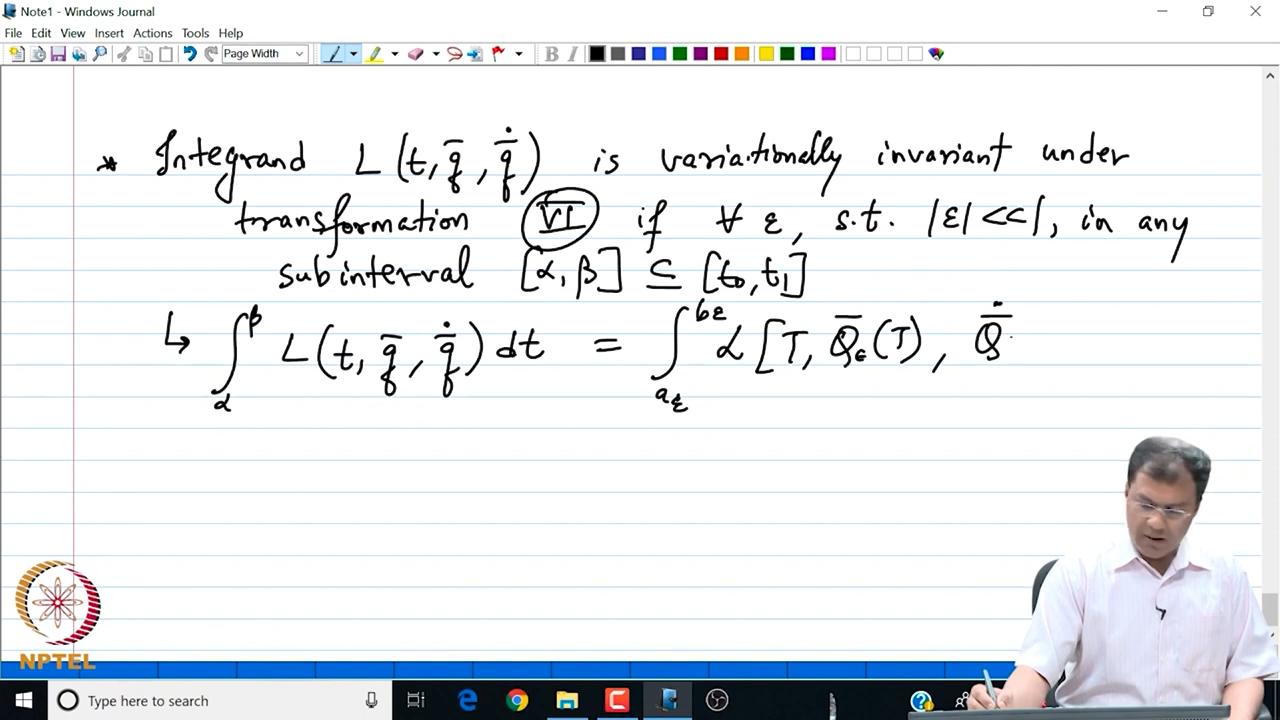 Note1 - Windows Journal
File Edit View Insert Actions Tools Help
Page Width B I
* Integrand L(t, q̄, q̄̇) is variationally invariant under
transformation VI if ∀ ε, s.t. |ε| <<1, in any
subinterval [α, β] ⊆ [t₀, t₁]
↳ ∫_α^β L(t, q̄, q̄̇) dt = ∫_{a_ε}^{b_ε} L [T, Q̄_ε(T), Q̄̇
NPTEL
Type here to search